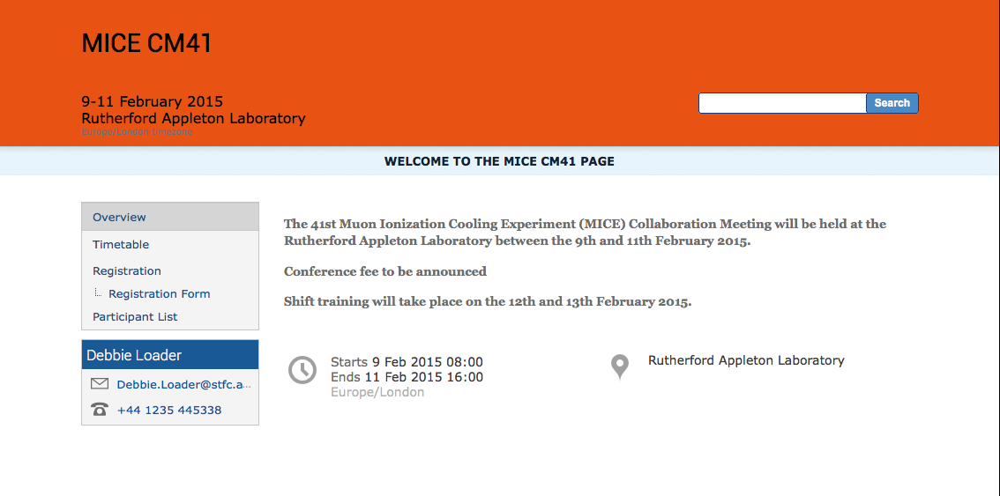 MICE CM41
9-11 February 2015
Rutherford Appleton Laboratory
Europe/London timezone
Search
WELCOME TO THE MICE CM41 PAGE
Overview
Timetable
Registration
Registration Form
Participant List
Debbie Loader
Debbie.Loader@stfc.a...
+44 1235 445338
The 41st Muon Ionization Cooling Experiment (MICE) Collaboration Meeting will be held at the
Rutherford Appleton Laboratory between the 9th and 11th February 2015.
Conference fee to be announced
Shift training will take place on the 12th and 13th February 2015.
Starts 9 Feb 2015 08:00
Ends 11 Feb 2015 16:00
Europe/London
Rutherford Appleton Laboratory